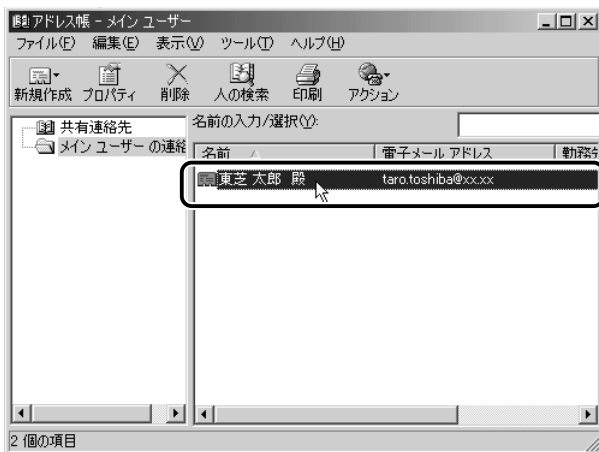 アドレス帳 - メイン ユーザー
ファイル(F) 編集(E) 表示(V) ツール(T) ヘルプ(H)
新規作成 プロパティ 削除 人の検索 印刷 アクション
共有連絡先
メイン ユーザー の連絡
名前の入力/選択(Y):
名前 電子メール アドレス
東芝 太郎 殿 taro.toshiba@xx.xx
2 個の項目